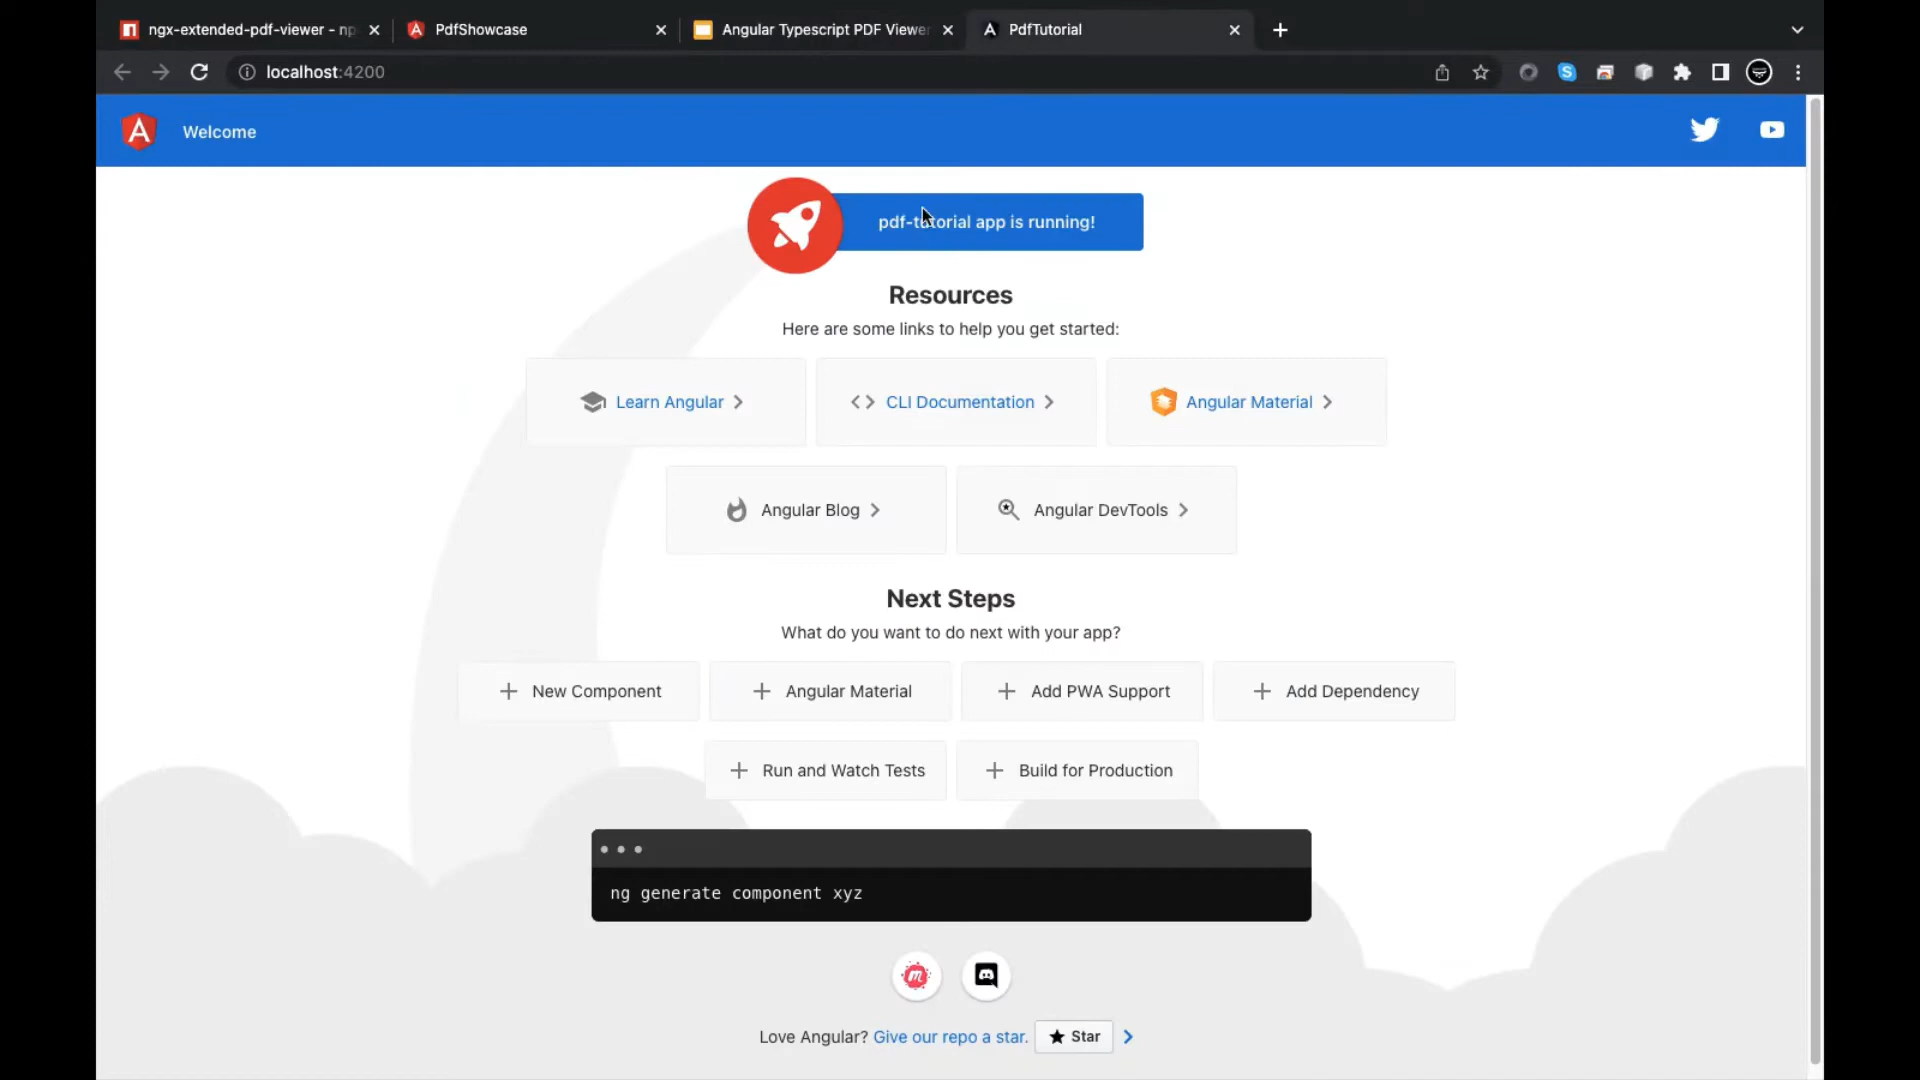 ngx-extended-pdf-viewer - np
PdfShowcase
Angular Typescript PDF Viewer
PdfTutorial
localhost:4200
Welcome
pdf-tutorial app is running!
Resources
Here are some links to help you get started:
Learn Angular
CLI Documentation
Angular Material
Angular Blog
Angular DevTools
Next Steps
What do you want to do next with your app?
New Component
Angular Material
Add PWA Support
Add Dependency
Run and Watch Tests
Build for Production
ng generate component xyz
Love Angular? Give our repo a star. Star